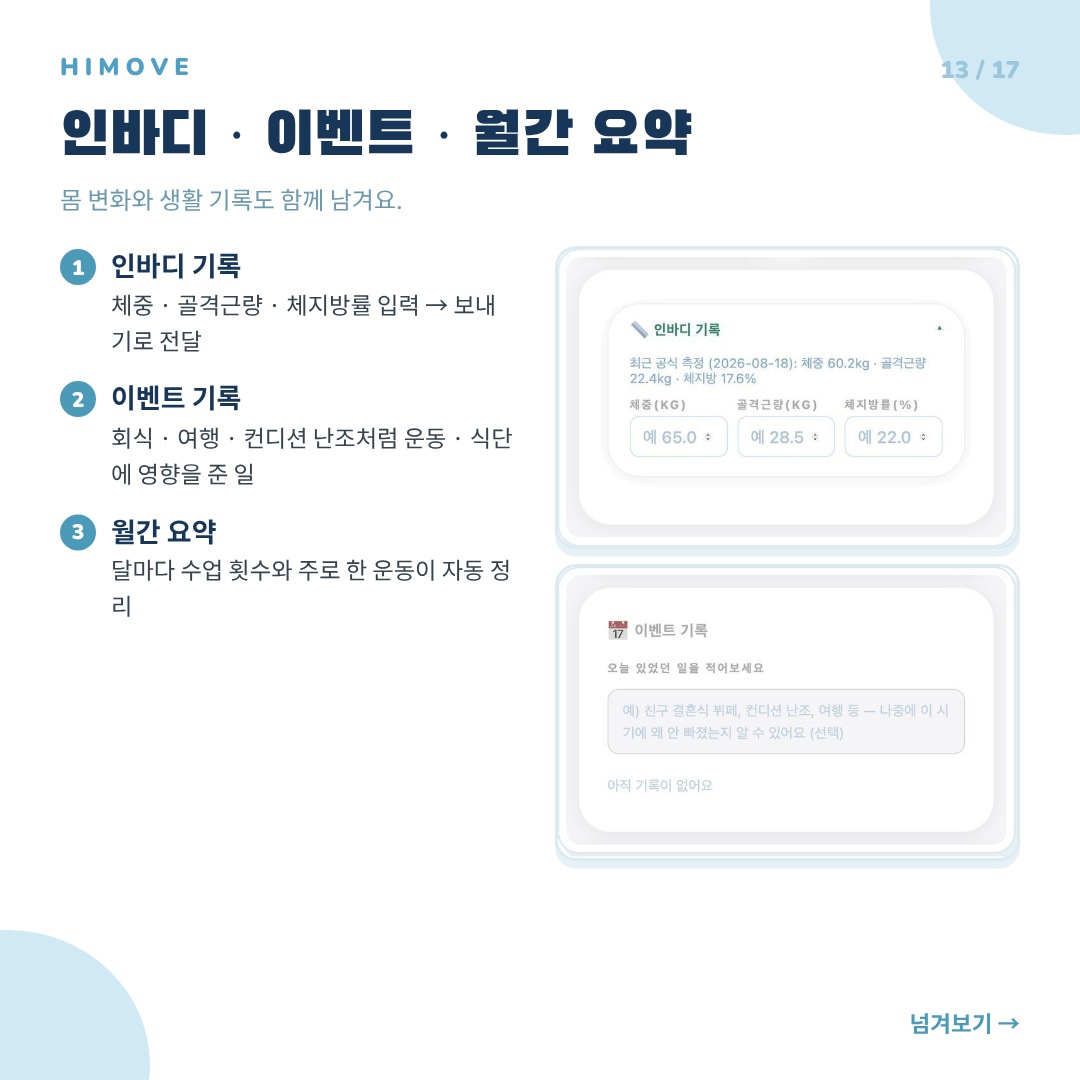 HIMOVE
13 / 17
인바디 · 이벤트 · 월간 요약
몸 변화와 생활 기록도 함께 남겨요.
1 인바디 기록
체중 · 골격근량 · 체지방률 입력 → 보내
기로 전달
2 이벤트 기록
회식 · 여행 · 컨디션 난조처럼 운동 · 식단
에 영향을 준 일
3 월간 요약
달마다 수업 횟수와 주로 한 운동이 자동 정
리
인바디 기록
최근 공식 측정 (2026-08-18): 체중 60.2kg · 골격근량
22.4kg · 체지방 17.6%
체중(KG) 골격근량(KG) 체지방률(%)
예 65.0 예 28.5 예 22.0
17 이벤트 기록
오늘 있었던 일을 적어보세요
예) 친구 결혼식 뷔페, 컨디션 난조, 여행 등 — 나중에 이 시
기에 왜 안 빠졌는지 알 수 있어요 (선택)
아직 기록이 없어요
넘겨보기 →